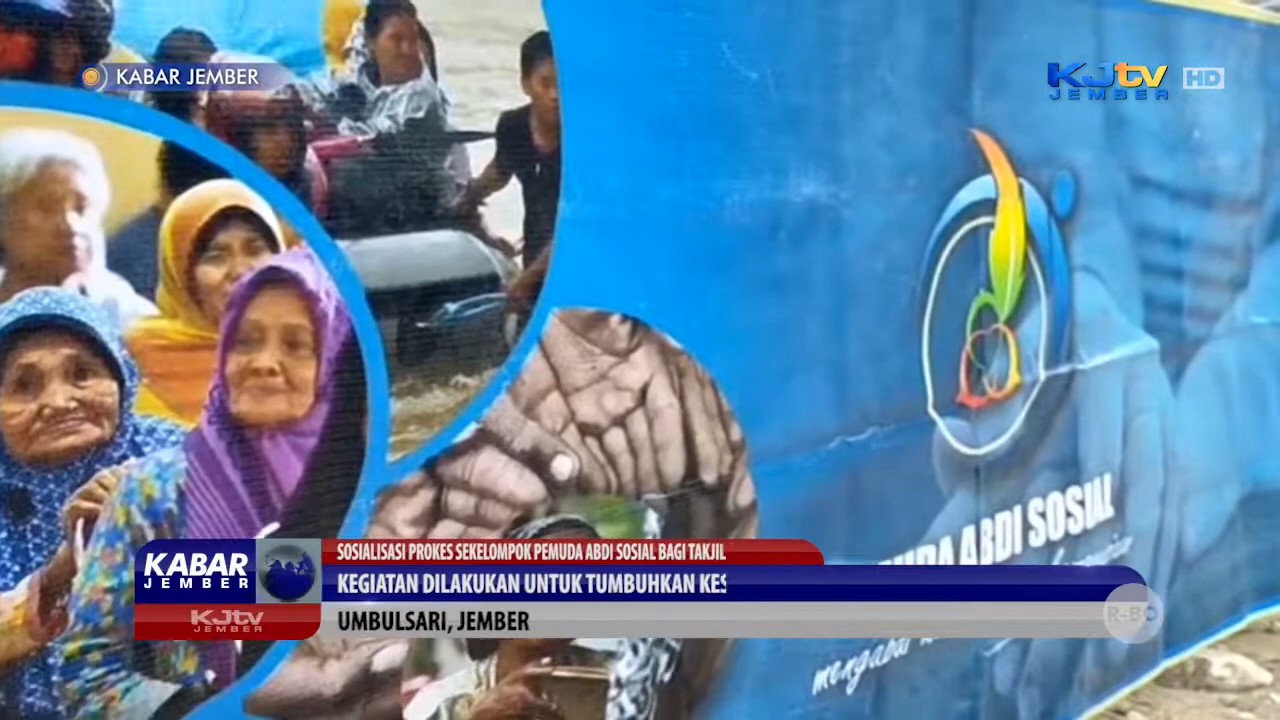 KABAR JEMBER
KJtv HD
JEMBER
ABDI SOSIAL
KABAR
JEMBER
KJtv
JEMBER
SOSIALISASI PROKES SEKELOMPOK PEMUDA ABDI SOSIAL BAGI TAKJIL
KEGIATAN DILAKUKAN UNTUK TUMBUHKAN KES
UMBULSARI, JEMBER
R-BO